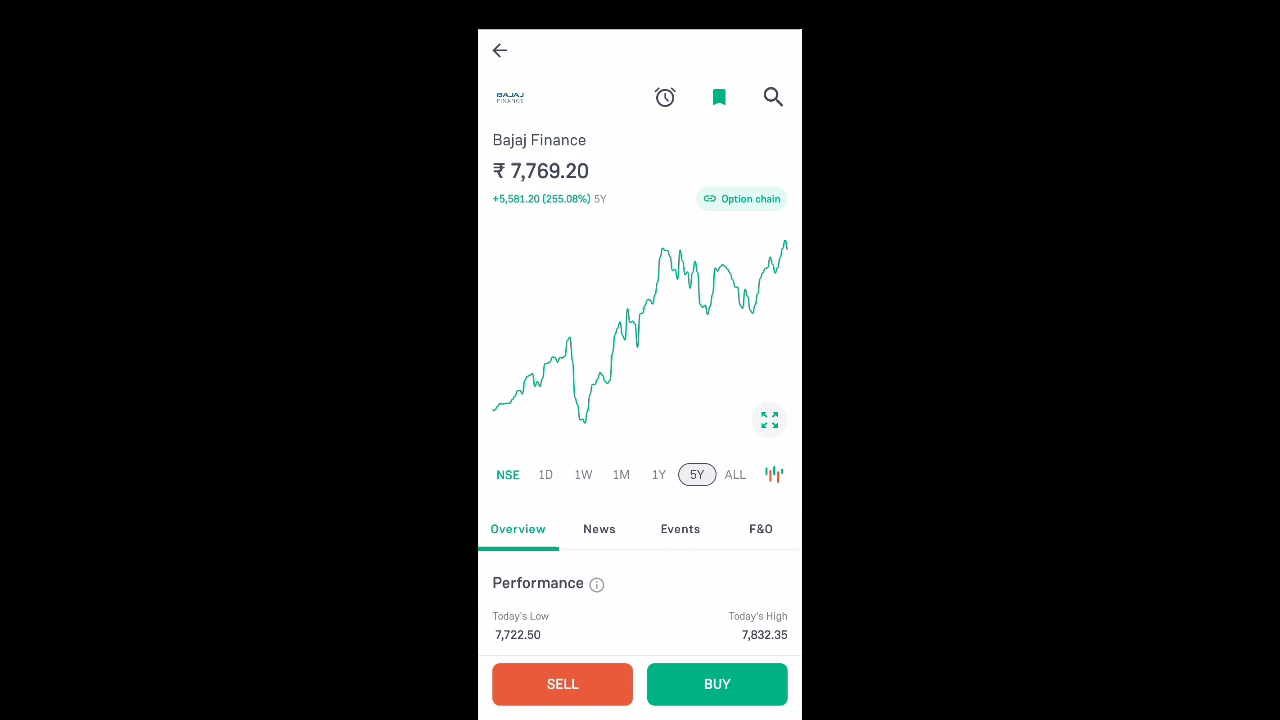 BAJAJ
FINANCE
Bajaj Finance
₹ 7,769.20
+5,581.20 (255.08%) 5Y
Option chain
NSE 1D 1W 1M 1Y 5Y ALL
Overview News Events F&O
Performance
Today's Low Today's High
7,722.50 7,832.35
SELL BUY